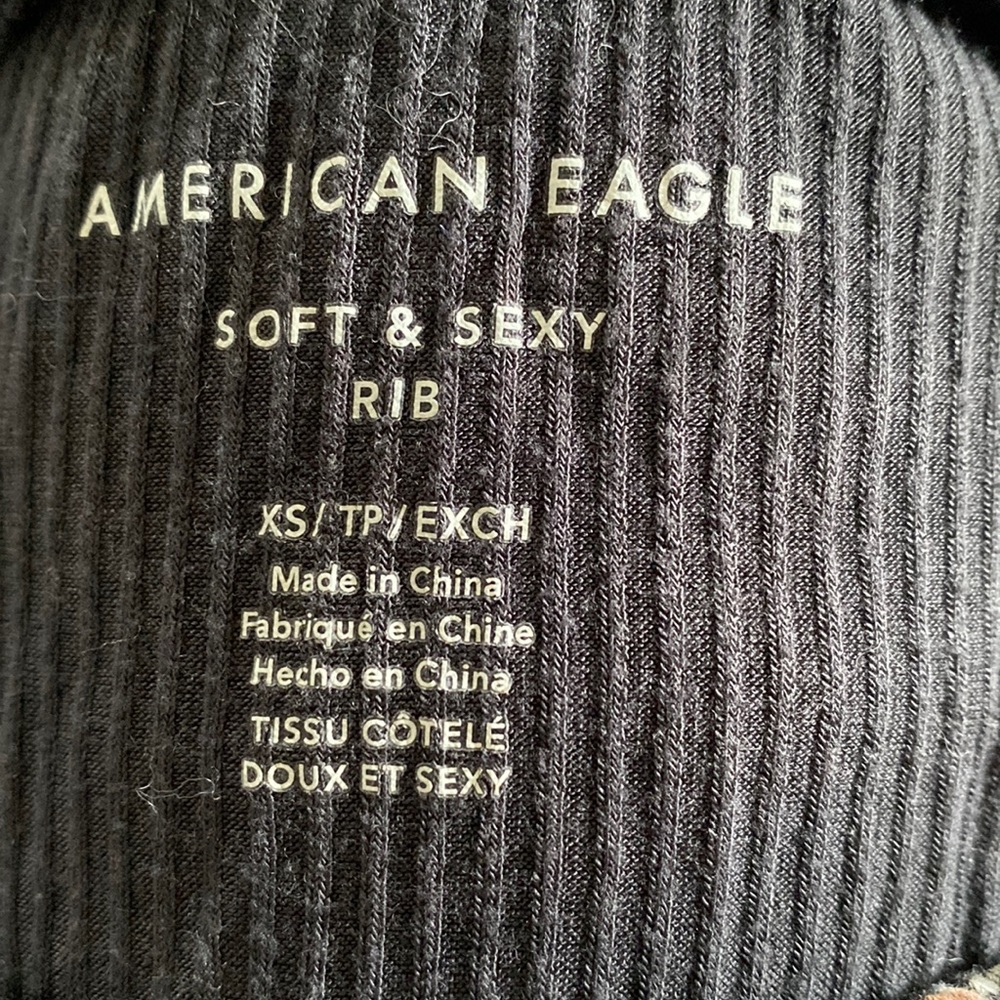 AMERICAN EAGLE
SOFT & SEXY
RIB
XS/TP/EXCH
Made in China
Fabriqué en Chine
Hecho en China
TISSU CÔTELÉ
DOUX ET SEXY